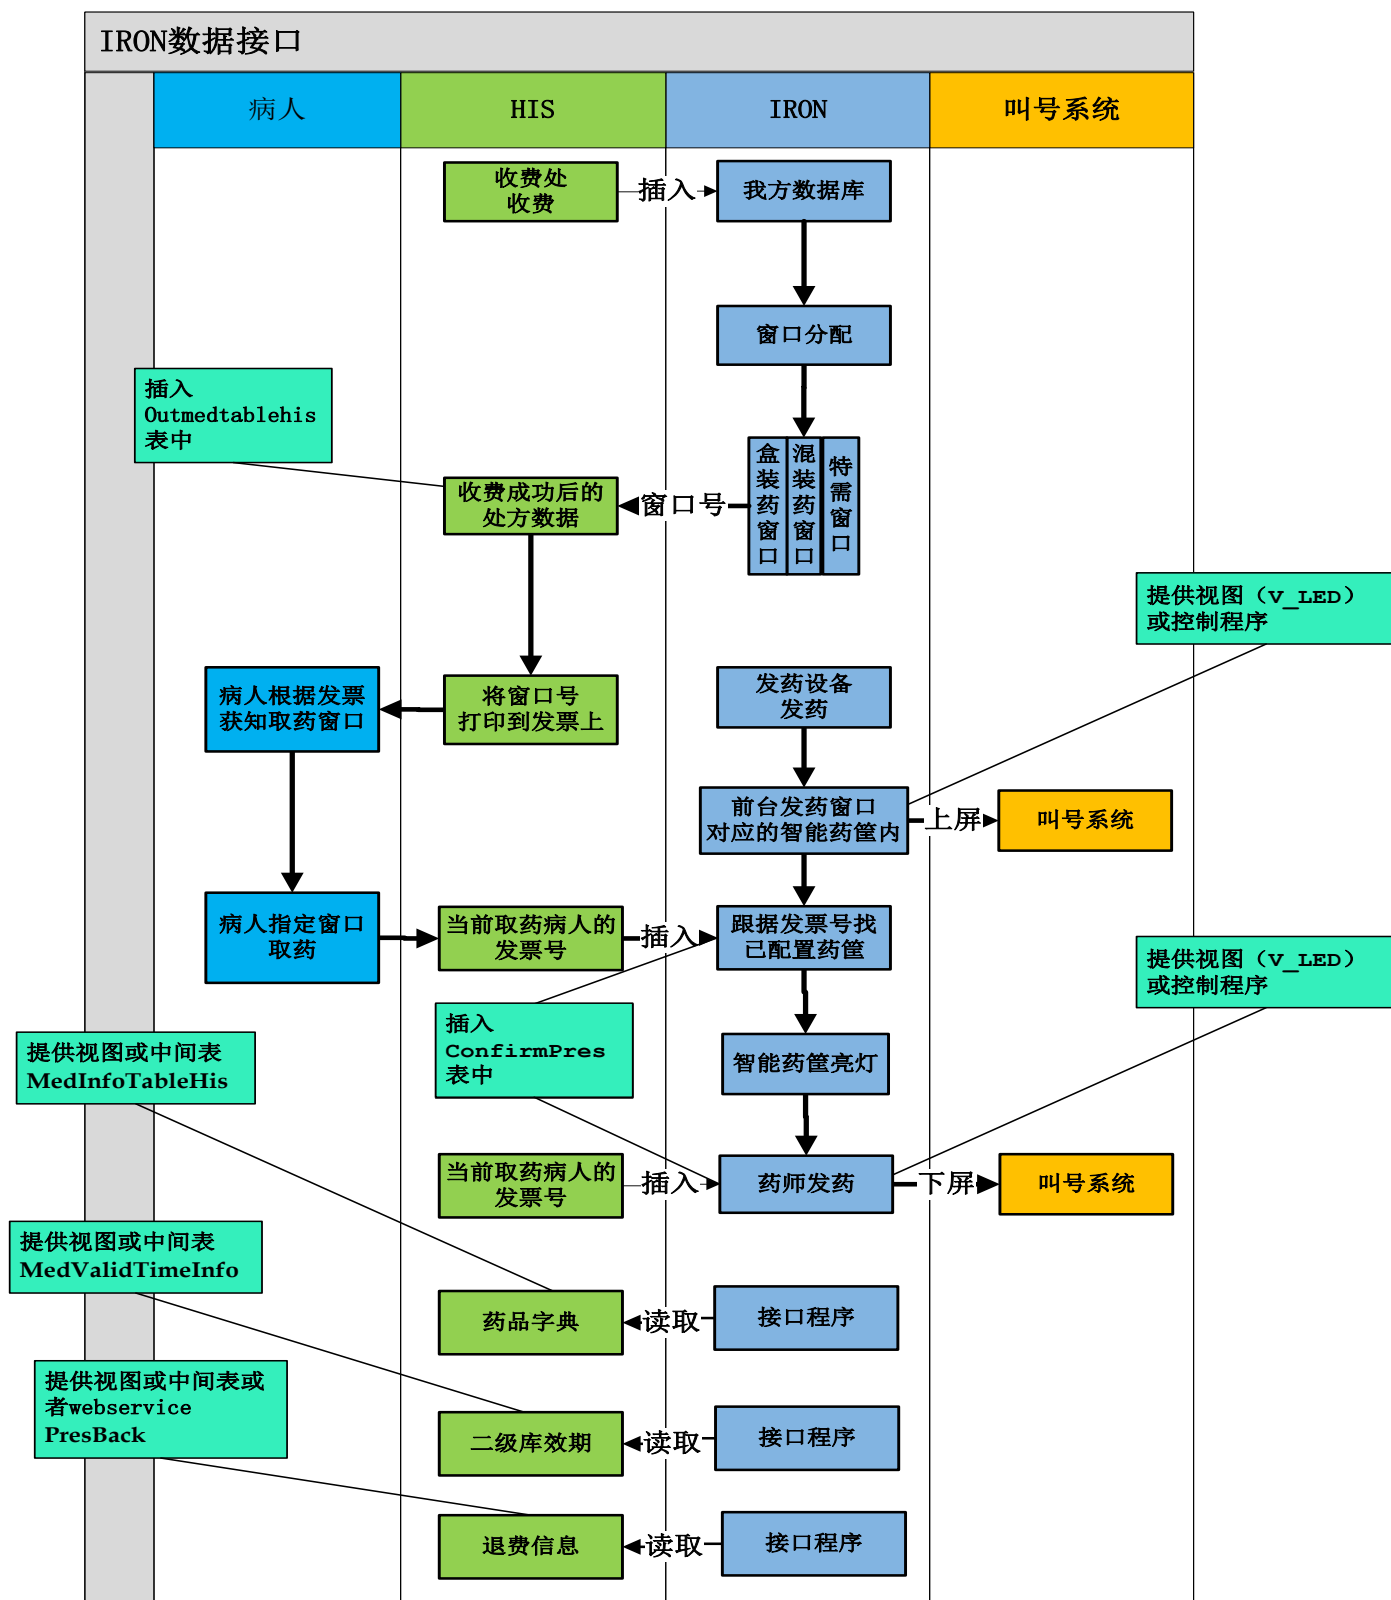 IRON数据接口
病人
HIS
IRON
叫号系统
收费处
收费
插入
我方数据库
窗口分配
插入
Outmedtablehis
表中
盒装药窗口
混装药窗口
特需窗口
收费成功后的
处方数据
窗口号
提供视图（V_LED）
或控制程序
病人根据发票
获知取药窗口
将窗口号
打印到发票上
发药设备
发药
前台发药窗口
对应的智能药筐内
上屏
叫号系统
病人指定窗口
取药
当前取药病人的
发票号
插入
跟据发票号找
已配置药筐
提供视图（V_LED）
或控制程序
插入
ConfirmPres
表中
提供视图或中间表
MedInfoTableHis
智能药筐亮灯
当前取药病人的
发票号
插入
药师发药
下屏
叫号系统
提供视图或中间表
MedValidTimeInfo
药品字典
读取
接口程序
提供视图或中间表或
者webservice
PresBack
二级库效期
读取
接口程序
退费信息
读取
接口程序